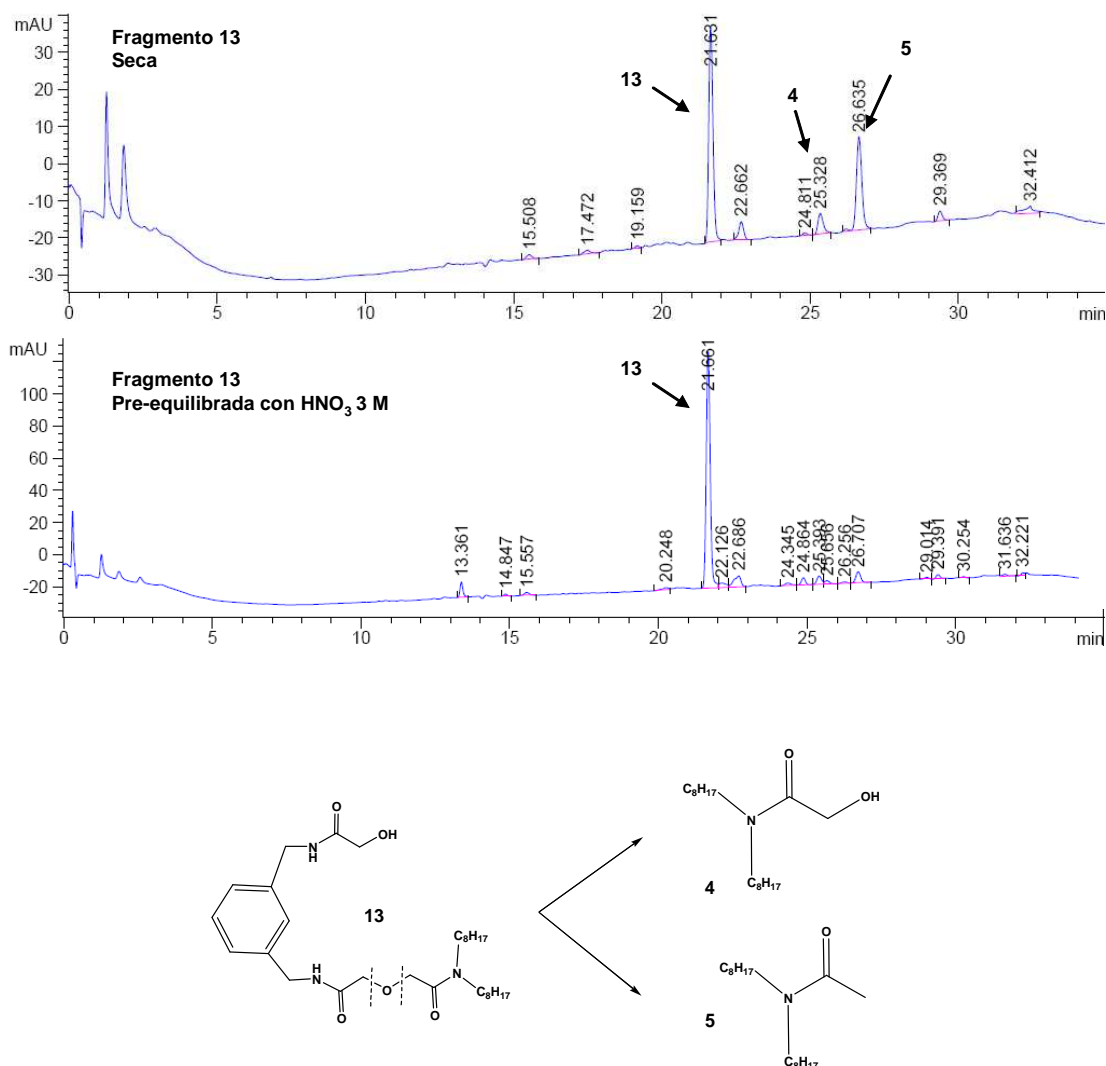 mAU
Fragmento 13
Seca
30
20
10
0
-10
-20
-30
13
4
5
15.508
17.472
19.159
21.631
22.662
24.811
25.328
26.635
29.369
32.412
0
5
10
15
20
25
30
min
mAU
Fragmento 13
Pre-equilibrada con HNO3 3 M
100
80
60
40
20
0
-20
13
13.361
14.847
15.557
20.248
21.661
22.126
22.686
24.345
24.864
25.393
25.656
26.256
26.707
29.014
29.391
30.254
31.636
32.221
0
5
10
15
20
25
30
min
O
OH
N
H
13
H
N
O
O
O
N
C8H17
C8H17
O
C8H17
N
OH
C8H17
4
O
C8H17
N
C8H17
5